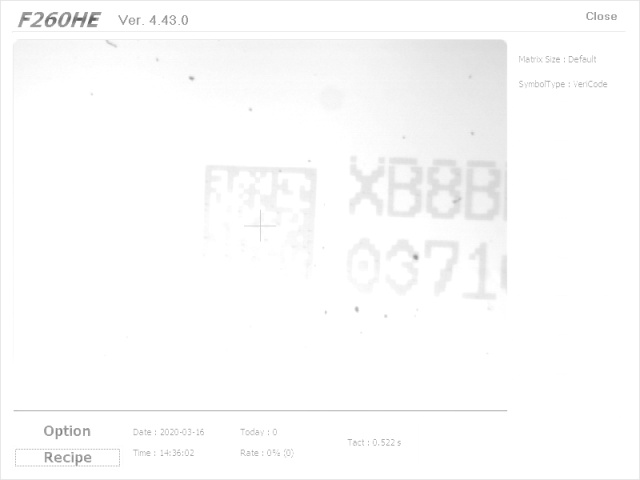 F260HE Ver. 4.43.0 Close
Matrix Size : Default
SymbolType : VeriCode
XB8B
0371
Option
Recipe
Date : 2020-03-16
Time : 14:36:02
Today : 0
Rate : 0% (0)
Tact : 0.522 s